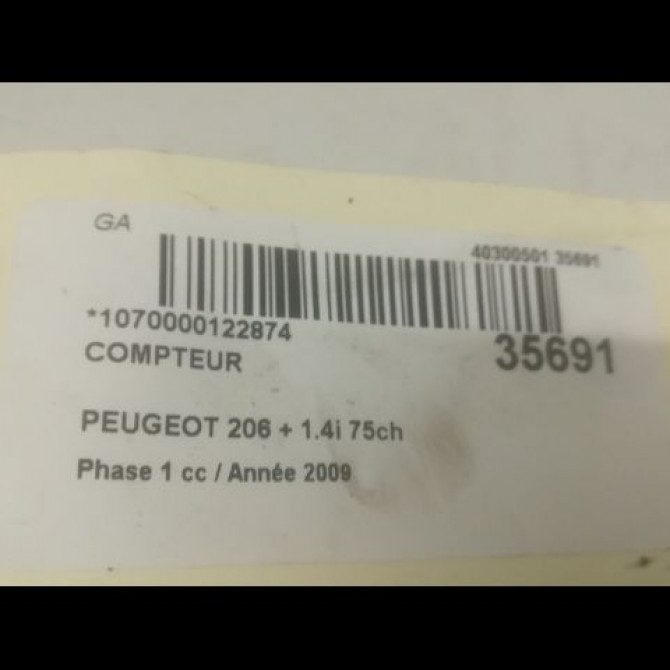 GA
40300501 35691
*1070000122874
35691
COMPTEUR
PEUGEOT 206 + 1.4i 75ch
Phase 1 cc / Année 2009